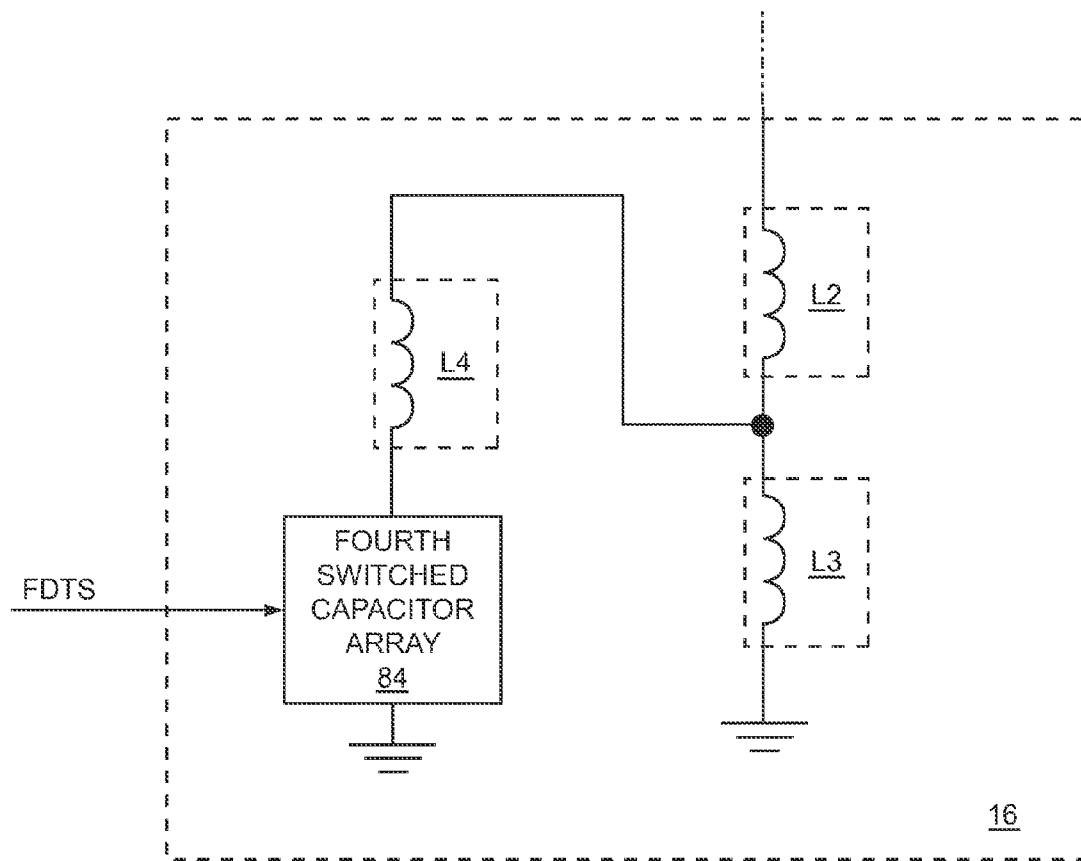 L2
L4
FOURTH
SWITCHED
CAPACITOR
ARRAY
84
L3
FDTS
16